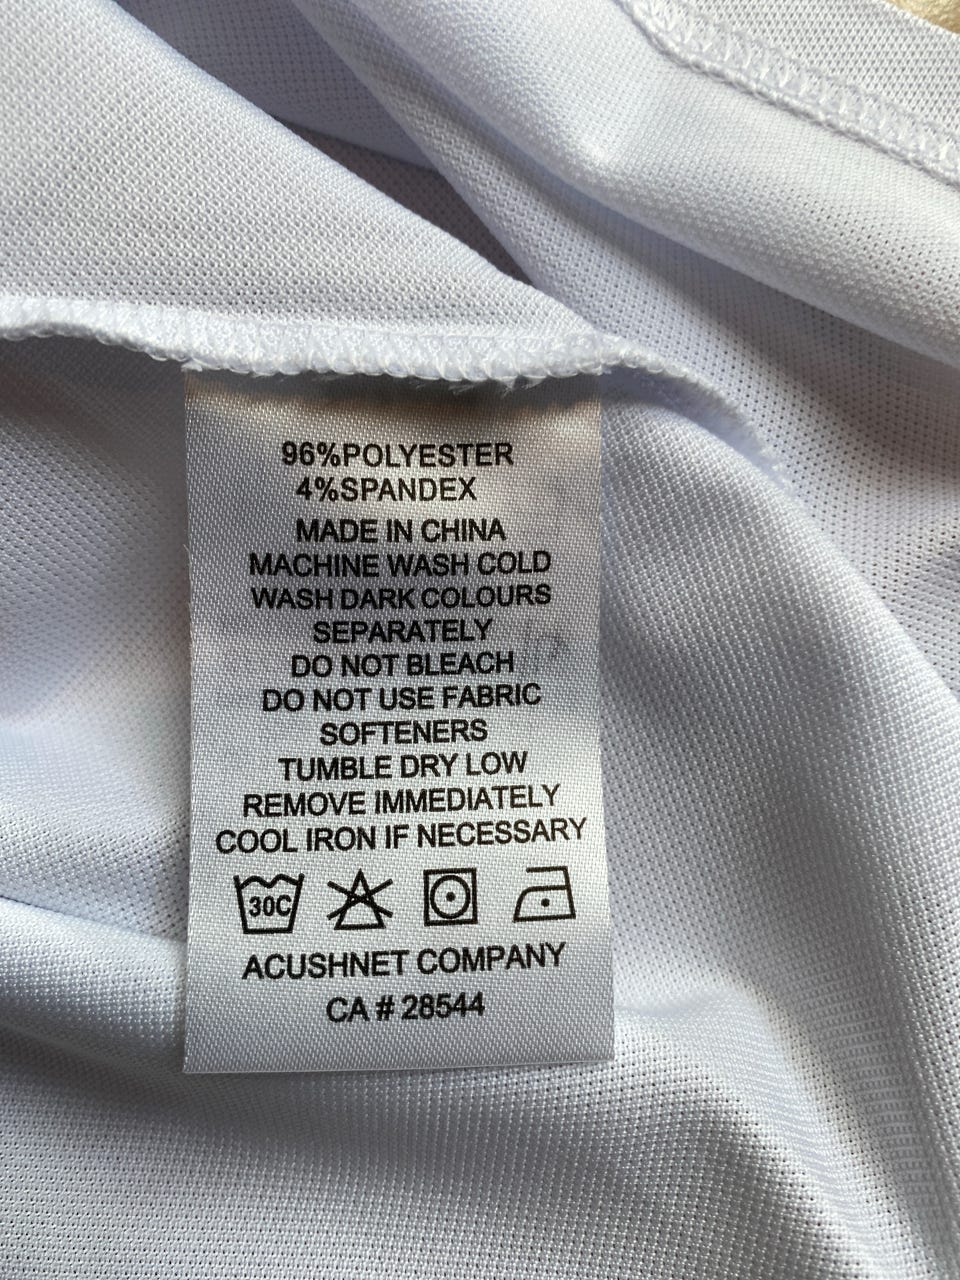 96%POLYESTER
4%SPANDEX
MADE IN CHINA
MACHINE WASH COLD
WASH DARK COLOURS
SEPARATELY
DO NOT BLEACH
DO NOT USE FABRIC
SOFTENERS
TUMBLE DRY LOW
REMOVE IMMEDIATELY
COOL IRON IF NECESSARY
30C
ACUSHNET COMPANY
CA # 28544